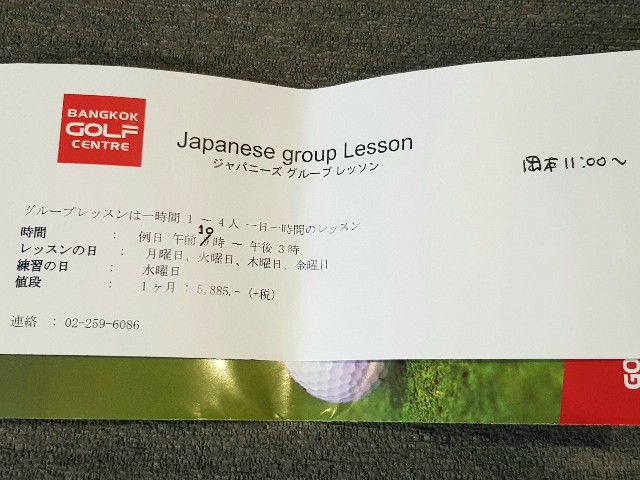 BANGKOK
GOLF
CENTRE
Japanese group Lesson
ジャパニーズ グループ レッソン
岡本 11:00～
グループレッスンは一時間 1 ～ 4人 一日一時間のレッスン
時間 : 例日 午前 10時 ～ 午後 3時
レッスンの日 : 月曜日、火曜日、木曜日、金曜日
練習の日 : 水曜日
値段 : 1ヶ月 : 5,885.- (+税)
連絡 : 02-259-6086
GO